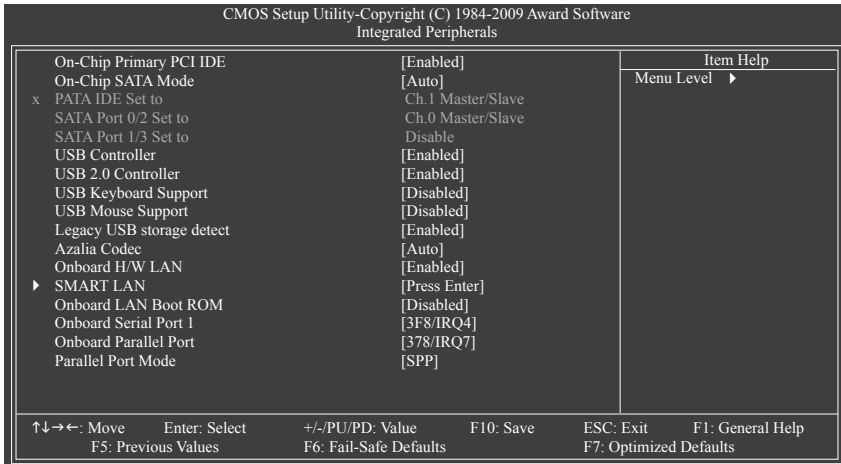 CMOS Setup Utility-Copyright (C) 1984-2009 Award Software
Integrated Peripherals
On-Chip Primary PCI IDE [Enabled]
On-Chip SATA Mode [Auto]
x PATA IDE Set to Ch.1 Master/Slave
SATA Port 0/2 Set to Ch.0 Master/Slave
SATA Port 1/3 Set to Disable
USB Controller [Enabled]
USB 2.0 Controller [Enabled]
USB Keyboard Support [Disabled]
USB Mouse Support [Disabled]
Legacy USB storage detect [Enabled]
Azalia Codec [Auto]
Onboard H/W LAN [Enabled]
SMART LAN [Press Enter]
Onboard LAN Boot ROM [Disabled]
Onboard Serial Port 1 [3F8/IRQ4]
Onboard Parallel Port [378/IRQ7]
Parallel Port Mode [SPP]
Item Help
Menu Level
↑↓→←: Move Enter: Select +/-/PU/PD: Value F10: Save ESC: Exit F1: General Help
F5: Previous Values F6: Fail-Safe Defaults F7: Optimized Defaults